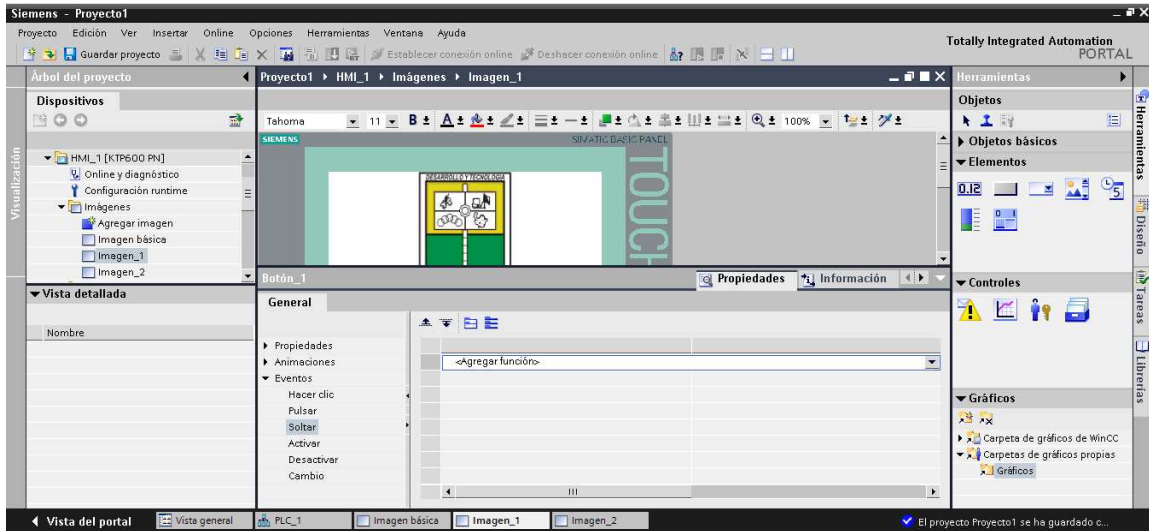 Siemens - Proyecto1
Proyecto Edición Ver Insertar Online Opciones Herramientas Ventana Ayuda
Guardar proyecto
Establecer conexión online
Deshacer conexión online
Totally Integrated Automation
PORTAL
Árbol del proyecto
Dispositivos
HMI_1 [KTP600 PN]
Online y diagnóstico
Configuración runtime
Imágenes
Agregar imagen
Imagen básica
Imagen_1
Imagen_2
Vista detallada
Nombre
Visualización
Proyecto1 HMI_1 Imágenes Imagen_1
Tahoma 11 B A 100%
SIEMENS
SIMATIC BASIC PANEL
TOUCH
DESARROLLO Y TECNOLOGIA
Botón_1
Propiedades Información
General
Propiedades
Animaciones
Eventos
Hacer clic
Pulsar
Soltar
Activar
Desactivar
Cambio
<Agregar función>
Herramientas
Objetos
Objetos básicos
Elementos
0.12
5
Controles
Gráficos
Carpeta de gráficos de WinCC
Carpetas de gráficos propias
Gráficos
Herramientas
Diseño
Tareas
Librerías
Vista del portal Vista general PLC_1 Imagen básica Imagen_1 Imagen_2
El proyecto Proyecto1 se ha guardado c...